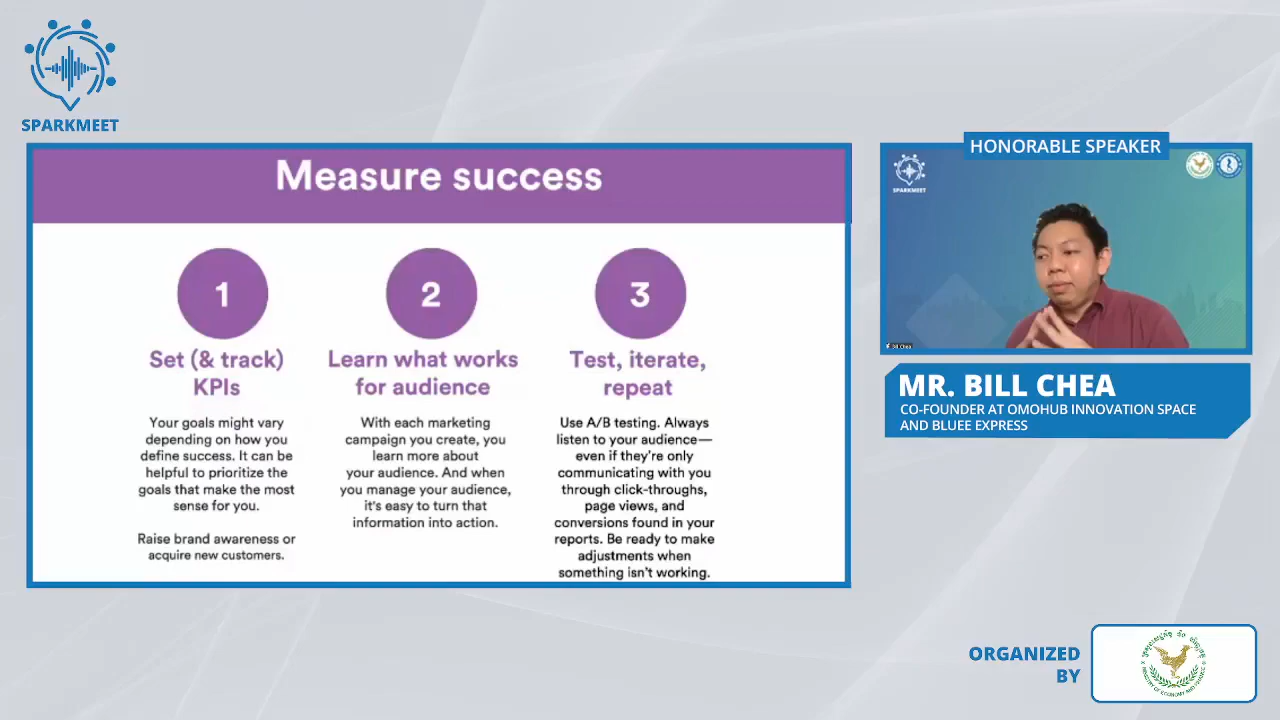 SPARKMEET
Measure success
1
Set (& track)
KPIs
Your goals might vary
depending on how you
define success. It can be
helpful to prioritize the
goals that make the most
sense for you.
Raise brand awareness or
acquire new customers.
2
Learn what works
for audience
With each marketing
campaign you create, you
learn more about
your audience. And when
you manage your audience,
it's easy to turn that
information into action.
3
Test, iterate,
repeat
Use A/B testing. Always
listen to your audience—
even if they're only
communicating with you
through click-throughs,
page views, and
conversions found in your
reports. Be ready to make
adjustments when
something isn't working.
HONORABLE SPEAKER
SPARKMEET
Bill Chea
MR. BILL CHEA
CO-FOUNDER AT OMOHUB INNOVATION SPACE
AND BLUEE EXPRESS
ORGANIZED
BY